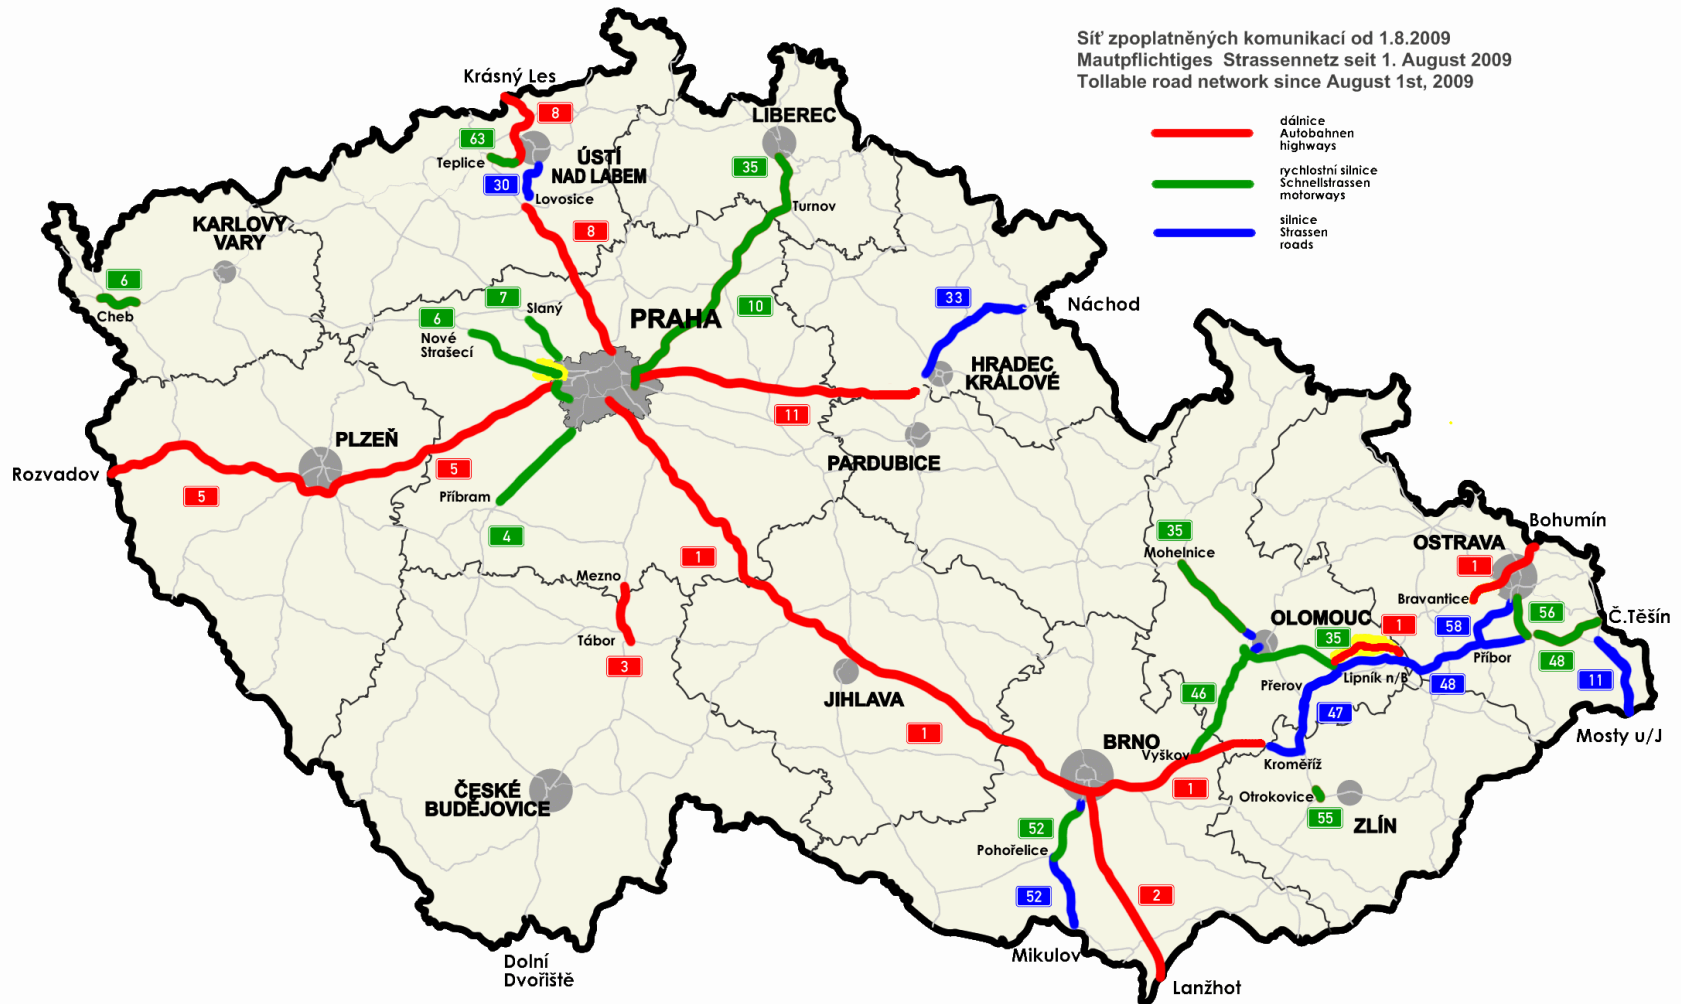 Síť zpoplatněných komunikací od 1.8.2009
Mautpflichtiges Strassennetz seit 1. August 2009
Tollable road network since August 1st, 2009
dálnice
Autobahnen
highways
rychlostní silnice
Schnellstrassen
motorways
silnice
Strassen
roads
Krásný Les
8
63
Teplice
ÚSTÍ
NAD LABEM
30
Lovosice
8
LIBEREC
35
Turnov
KARLOVY
VARY
6
Cheb
7
Slaný
6
Nové
Strašecí
PRAHA
10
33
Náchod
HRADEC
KRÁLOVÉ
11
PARDUBICE
PLZEŇ
Rozvadov
5
5
Příbram
4
1
Mezno
Tábor
3
JIHLAVA
1
ČESKÉ
BUDĚJOVICE
Dolní
Dvořiště
35
Mohelnice
OLOMOUC
35
1
Bohumín
OSTRAVA
1
Bravantice
56
58
Č.Těšín
Příbor
48
11
48
Mosty u/J
Přerov
Lipník n/B
46
47
BRNO
Vyškov
Kroměříž
1
Otrokovice
55
ZLÍN
52
Pohořelice
52
2
Mikulov
Lanžhot